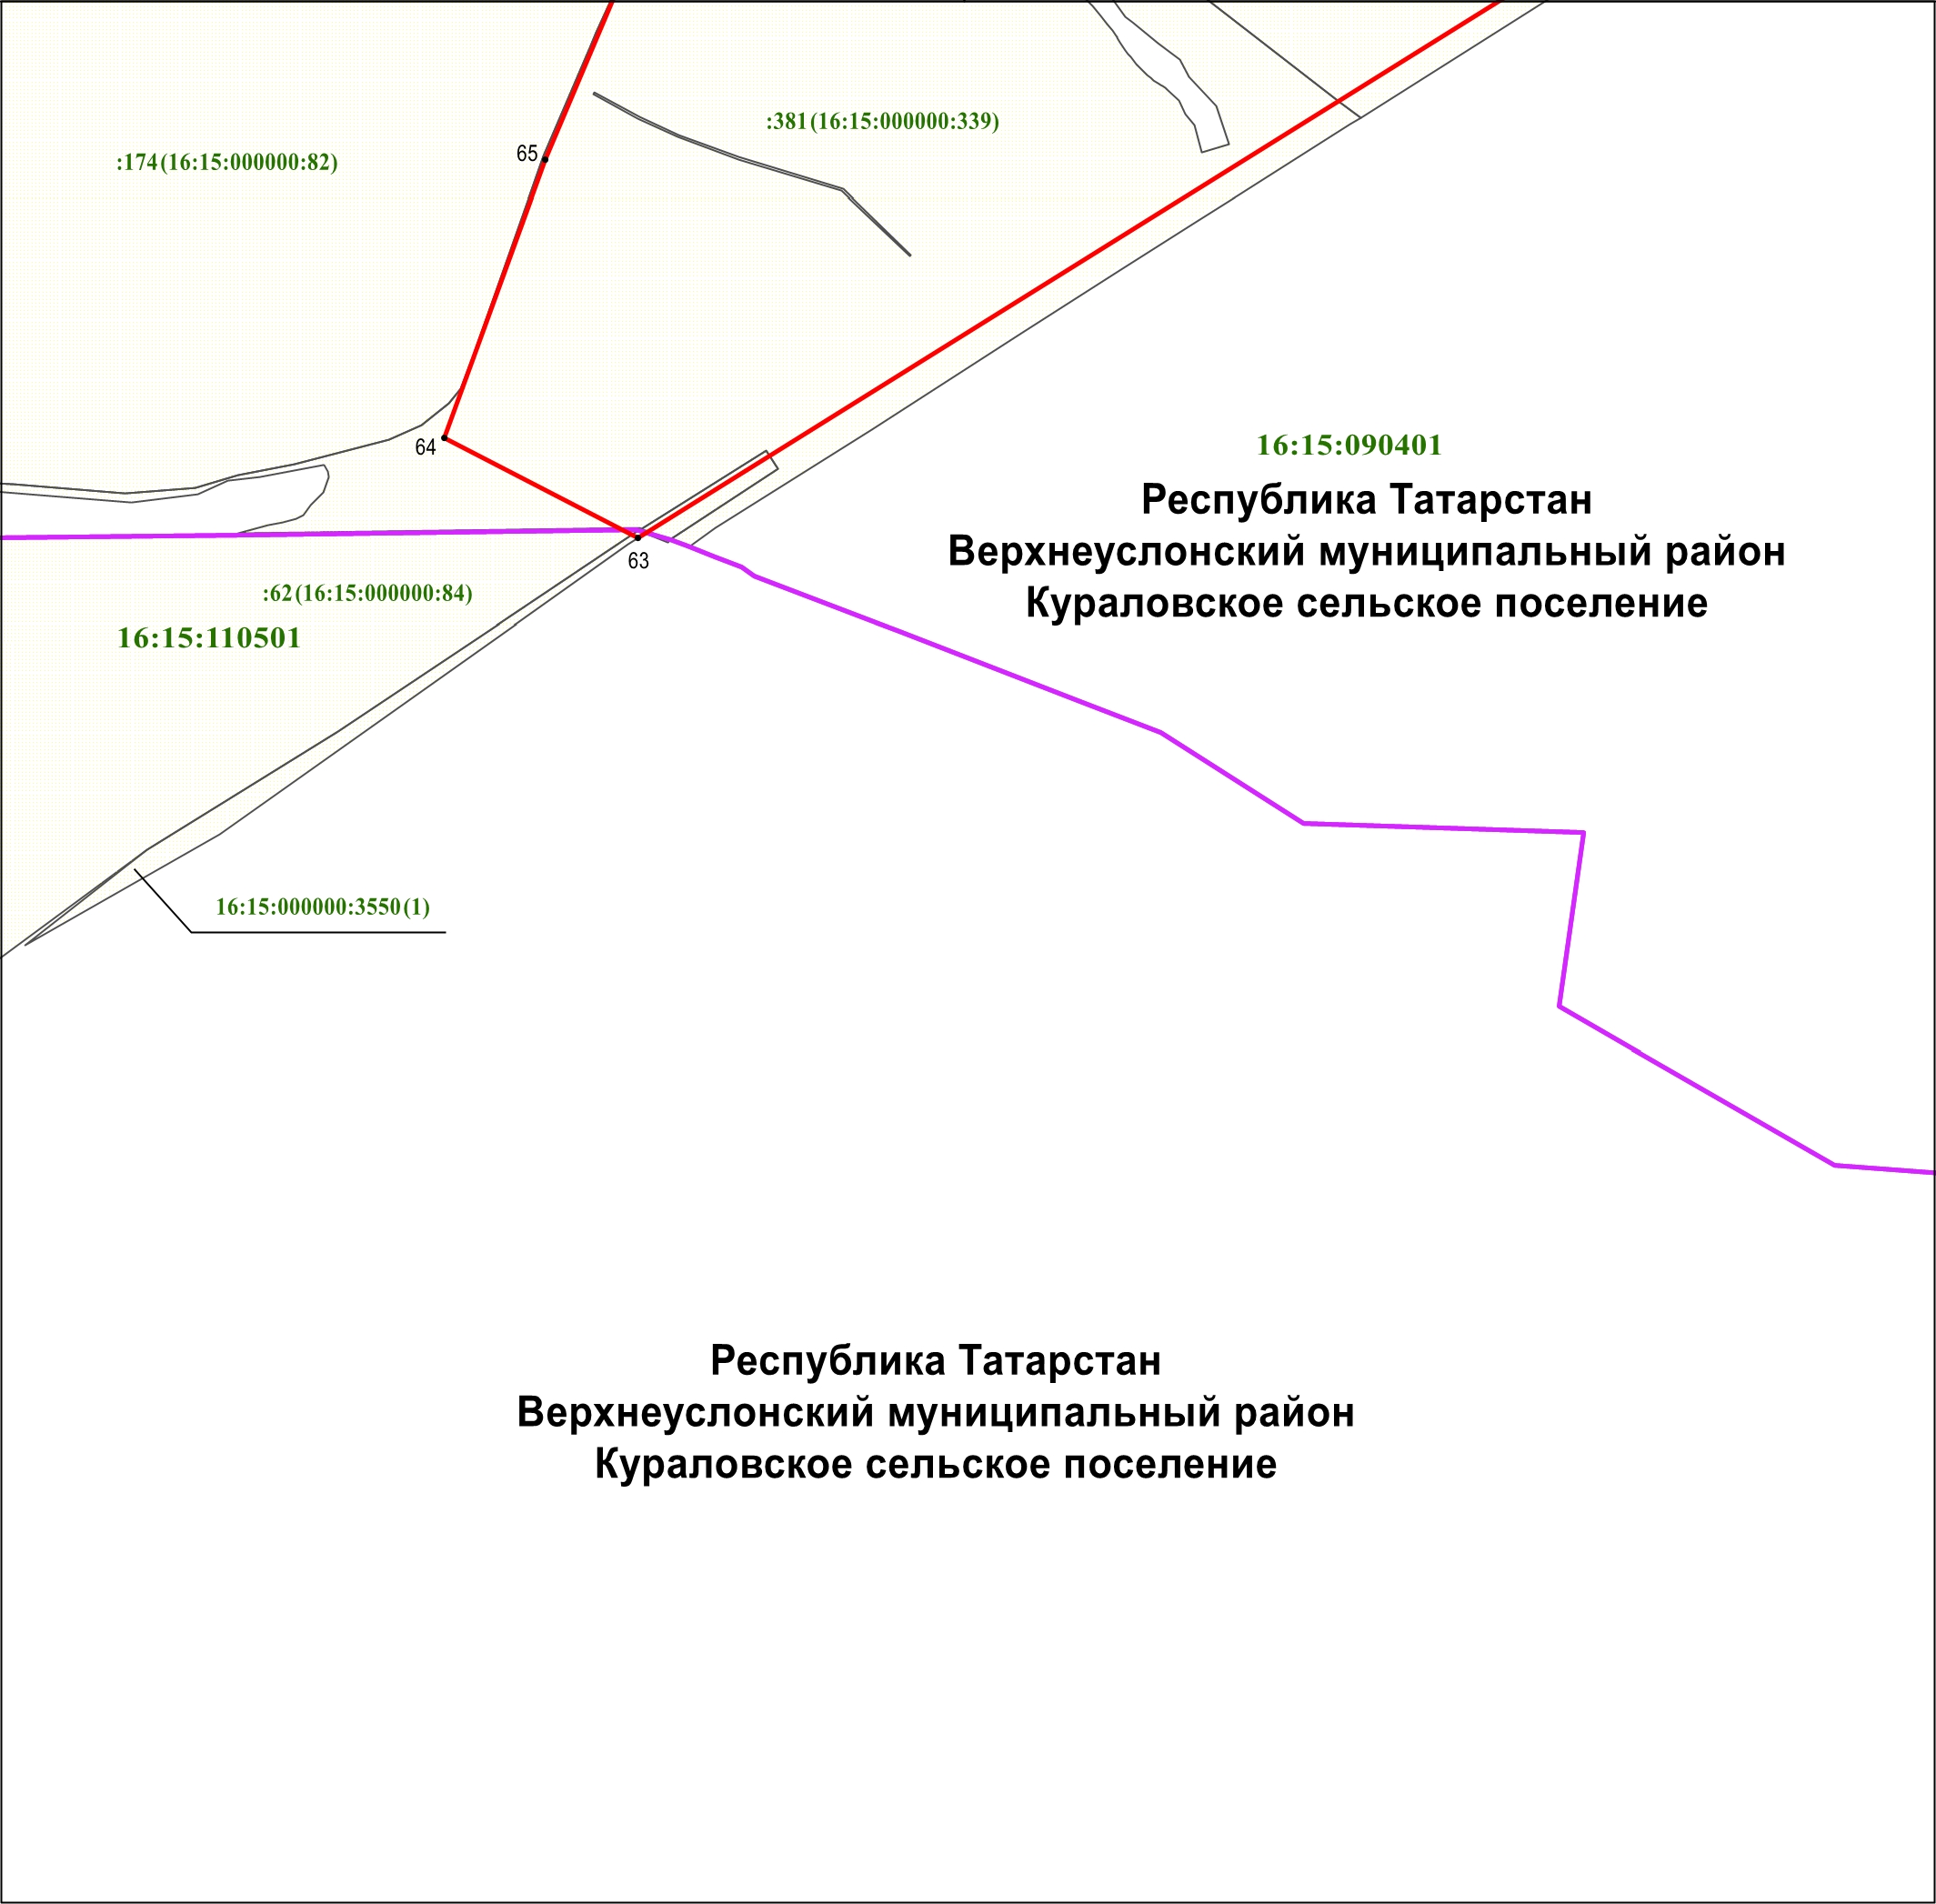 :381(16:15:000000:339)
65
:174(16:15:000000:82)
64
16:15:090401
Республика Татарстан
Верхнеуслонский муниципальный район
Кураловское сельское поселение
63
:62(16:15:000000:84)
16:15:110501
16:15:000000:3550(1)
Республика Татарстан
Верхнеуслонский муниципальный район
Кураловское сельское поселение